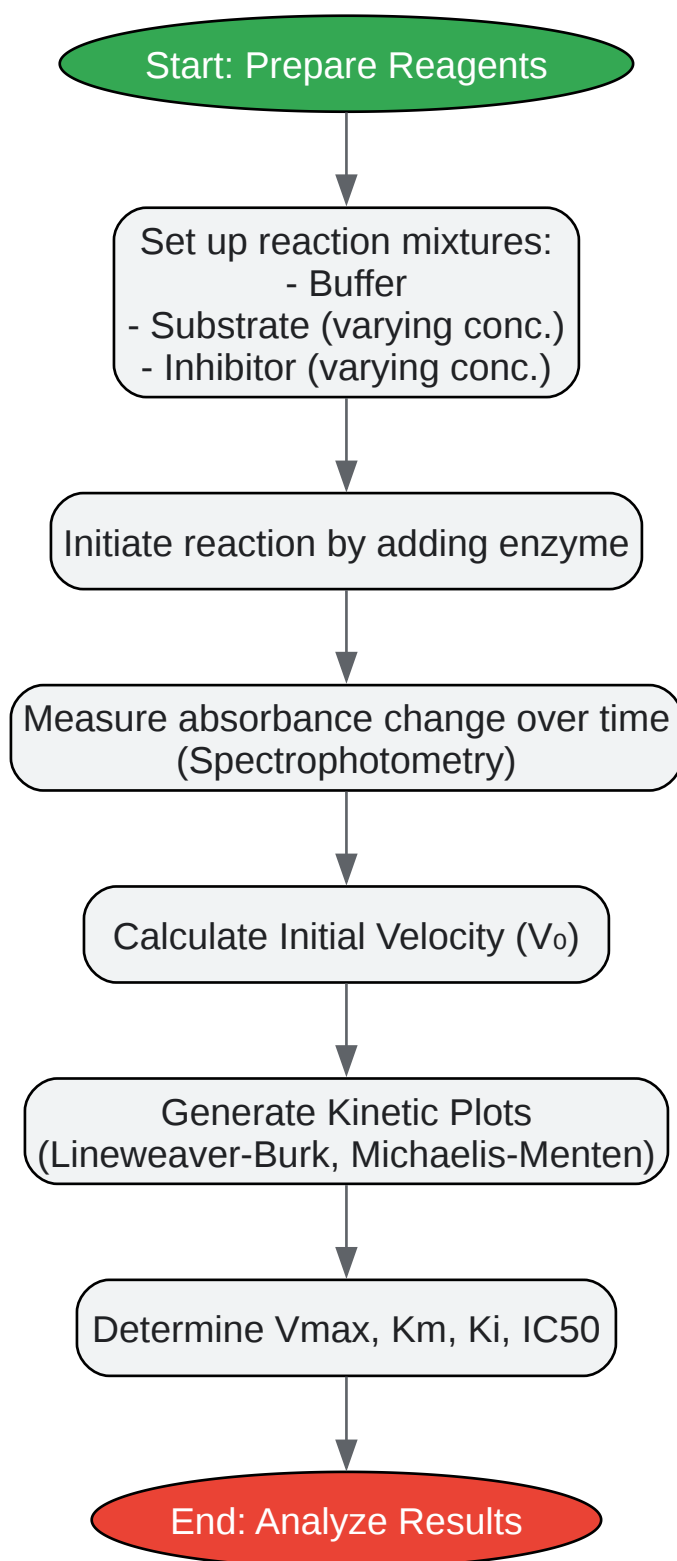 Start: Prepare Reagents
Set up reaction mixtures:
- Buffer
- Substrate (varying conc.)
- Inhibitor (varying conc.)
Initiate reaction by adding enzyme
Measure absorbance change over time
(Spectrophotometry)
Calculate Initial Velocity (V₀)
Generate Kinetic Plots
(Lineweaver-Burk, Michaelis-Menten)
Determine Vmax, Km, Ki, IC50
End: Analyze Results